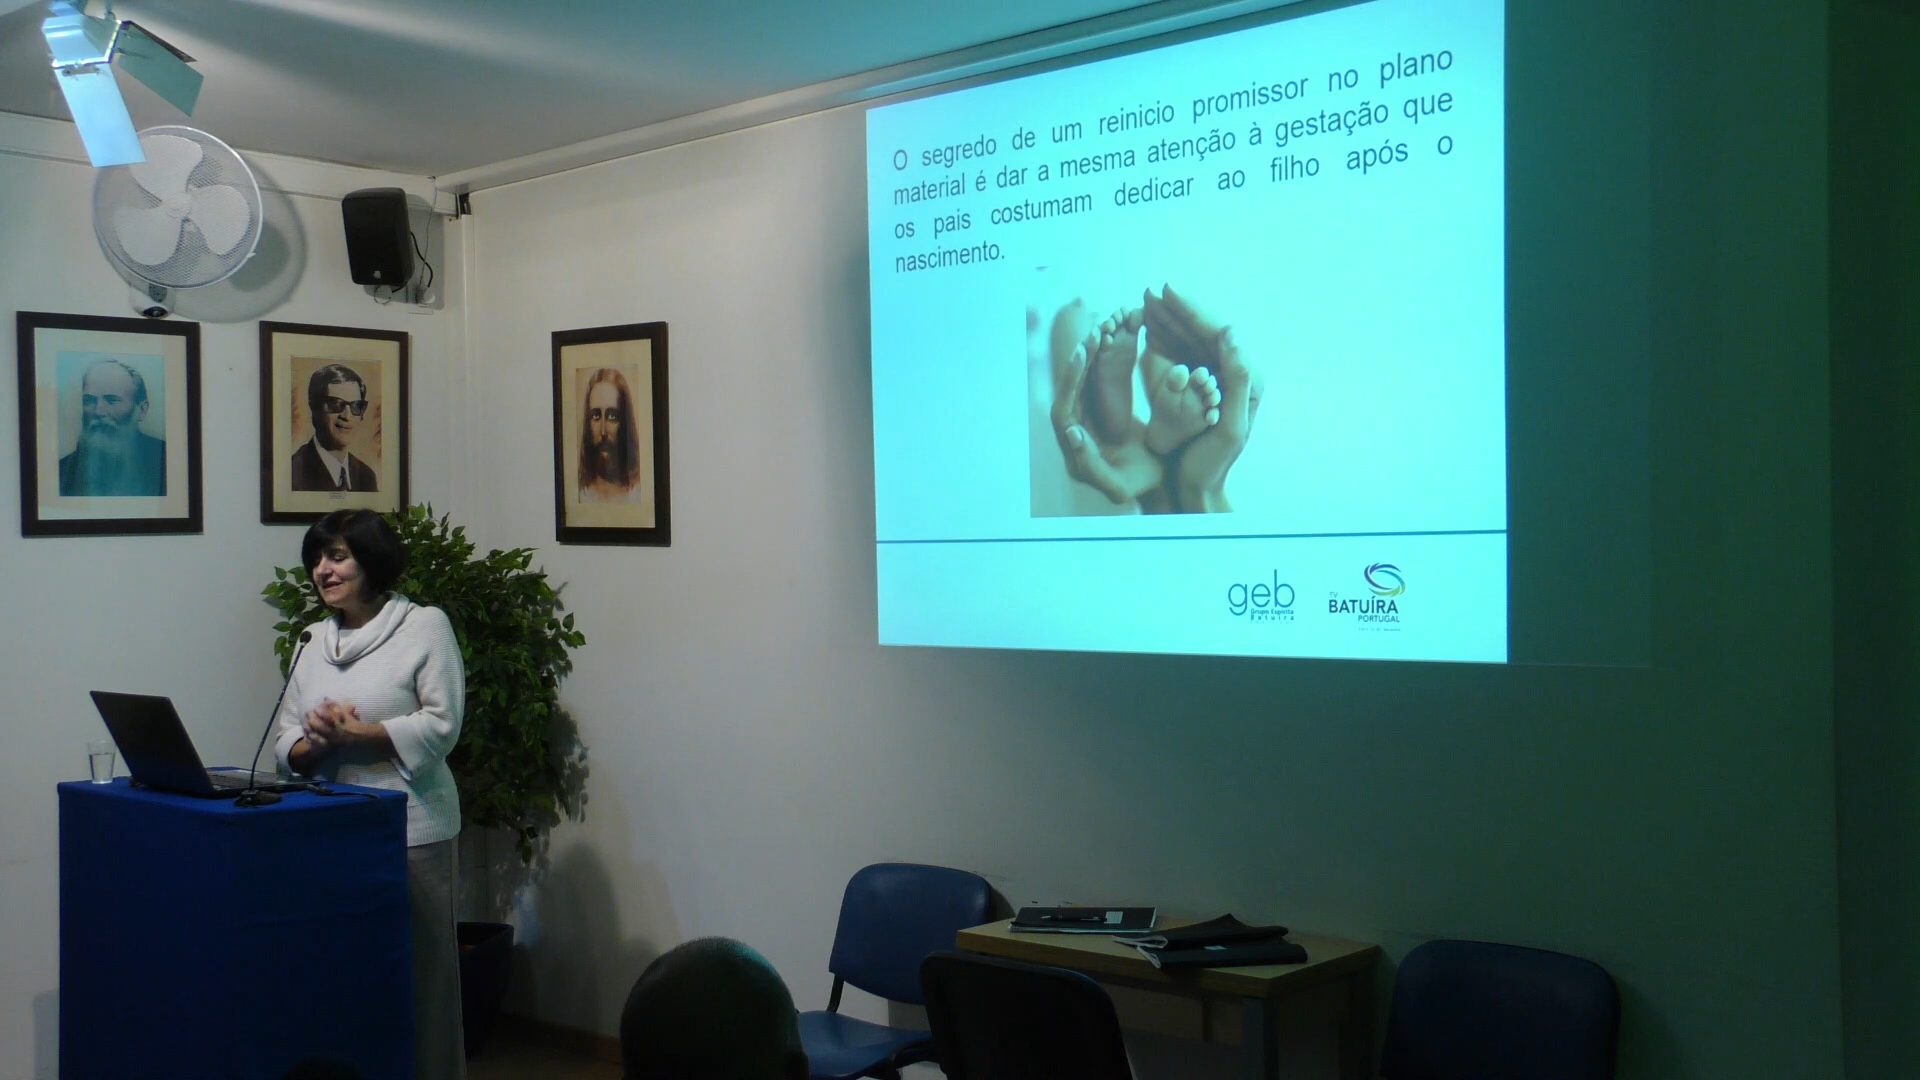 O segredo de um reinicio promissor no plano
material é dar a mesma atenção à gestação que
os pais costumam dedicar ao filho após o
nascimento.
geb
Grupo Espírita
Batuíra
TV
BATUÍRA
PORTUGAL